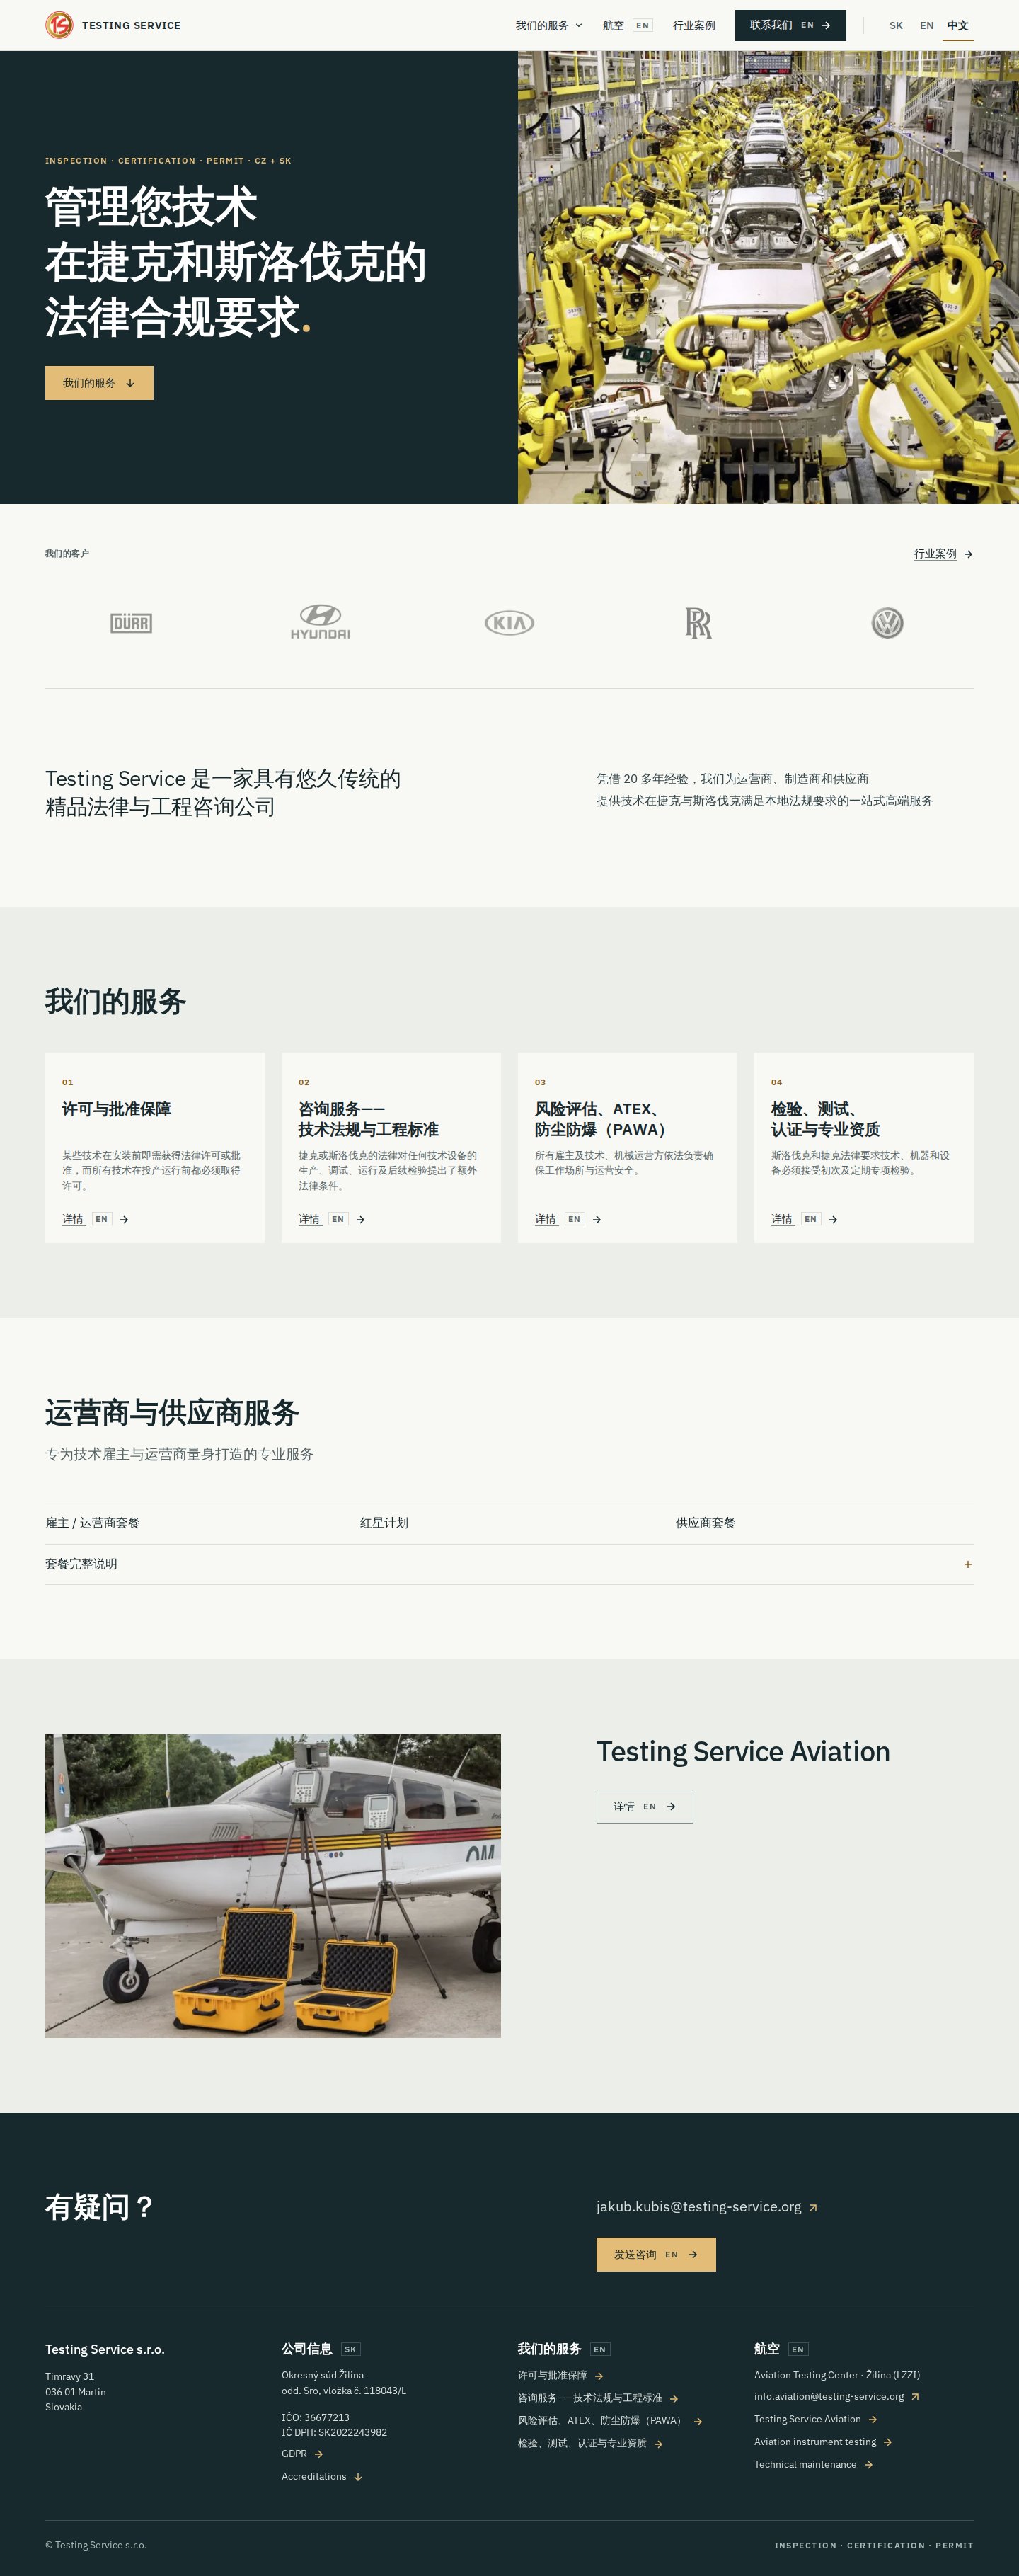 TESTING SERVICE
我们的服务 航空 EN 行业案例 联系我们 EN SK EN 中文
INSPECTION · CERTIFICATION · PERMIT · CZ + SK
管理您技术
在捷克和斯洛伐克的
法律合规要求.
我们的服务
我们的客户
行业案例
DÜRR HYUNDAI KIA RR VW
Testing Service 是一家具有悠久传统的
精品法律与工程咨询公司
凭借 20 多年经验，我们为运营商、制造商和供应商
提供技术在捷克与斯洛伐克满足本地法规要求的一站式高端服务
我们的服务
01
许可与批准保障
某些技术在安装前即需获得法律许可或批
准，而所有技术在投产运行前都必须取得
许可。
详情 EN
02
咨询服务——
技术法规与工程标准
捷克或斯洛伐克的法律对任何技术设备的
生产、调试、运行及后续检验提出了额外
法律条件。
详情 EN
03
风险评估、ATEX、
防尘防爆（PAWA）
所有雇主及技术、机械运营方依法负责确
保工作场所与运营安全。
详情 EN
04
检验、测试、
认证与专业资质
斯洛伐克和捷克法律要求技术、机器和设
备必须接受初次及定期专项检验。
详情 EN
运营商与供应商服务
专为技术雇主与运营商量身打造的专业服务
雇主 / 运营商套餐
红星计划
供应商套餐
套餐完整说明 +
OM
Testing Service Aviation
详情 EN
有疑问？
jakub.kubis@testing-service.org
发送咨询 EN
Testing Service s.r.o.
Timravy 31
036 01 Martin
Slovakia
公司信息 SK
Okresný súd Žilina
odd. Sro, vložka č. 118043/L
IČO: 36677213
IČ DPH: SK2022243982
GDPR
Accreditations
我们的服务 EN
许可与批准保障
咨询服务——技术法规与工程标准
风险评估、ATEX、防尘防爆（PAWA）
检验、测试、认证与专业资质
航空 EN
Aviation Testing Center · Žilina (LZZI)
info.aviation@testing-service.org
Testing Service Aviation
Aviation instrument testing
Technical maintenance
© Testing Service s.r.o.
INSPECTION · CERTIFICATION · PERMIT